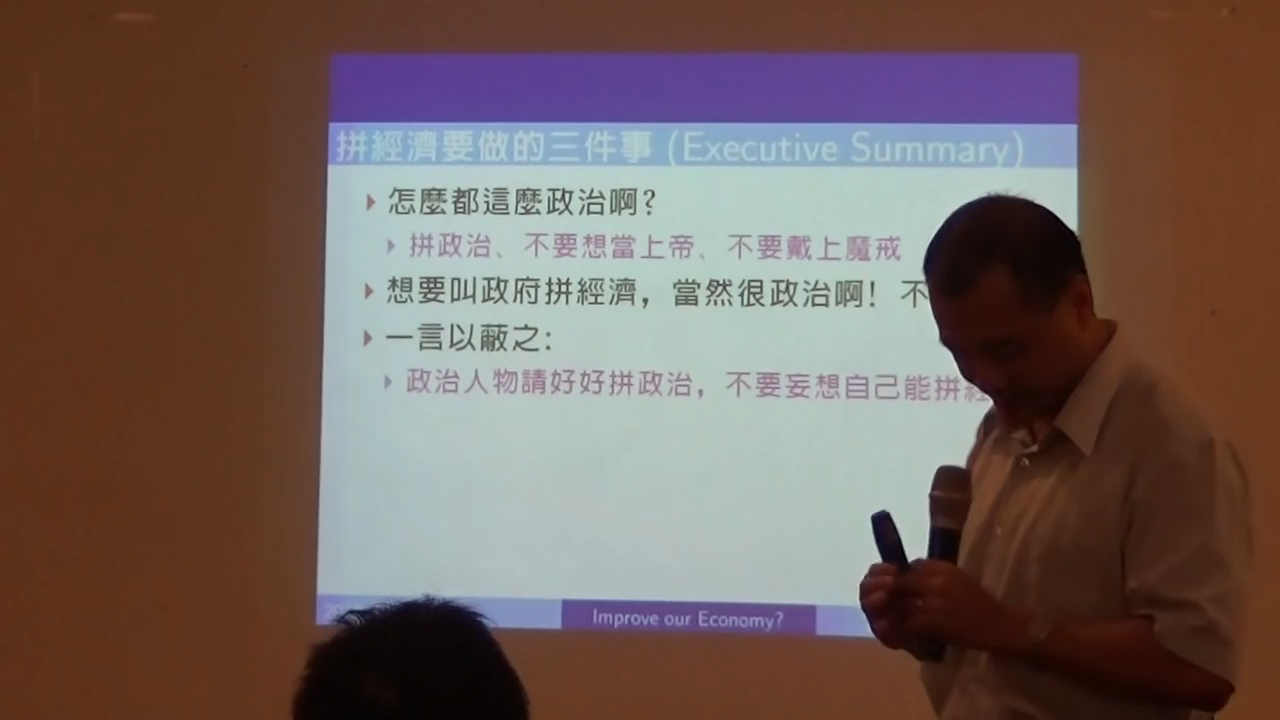 拼經濟要做的三件事 (Executive Summary)
怎麼都這麼政治啊?
拼政治、不要想當上帝、不要戴上魔戒
想要叫政府拼經濟，當然很政治啊! 不
一言以蔽之:
政治人物請好好拼政治，不要妄想自己能拼經
Improve our Economy?